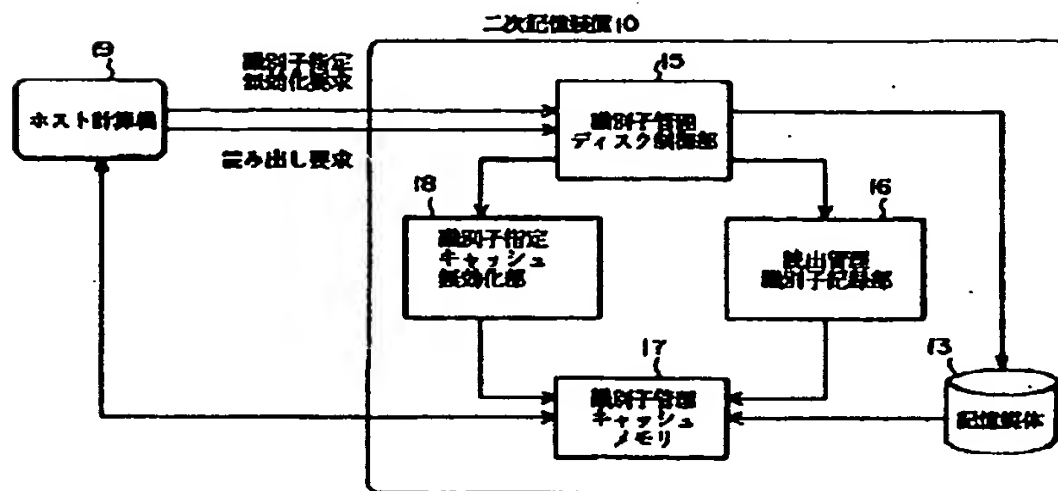 二次記憶装置10
19
ホスト計算機
識別子指定
無効化要求
読み出し要求
15
識別子管理
ディスク制御部
18
識別子指定
キャッシュ
無効化部
16
読出管理
識別子記録部
17
識別子管理
キャッシュ
メモリ
13
記憶媒体